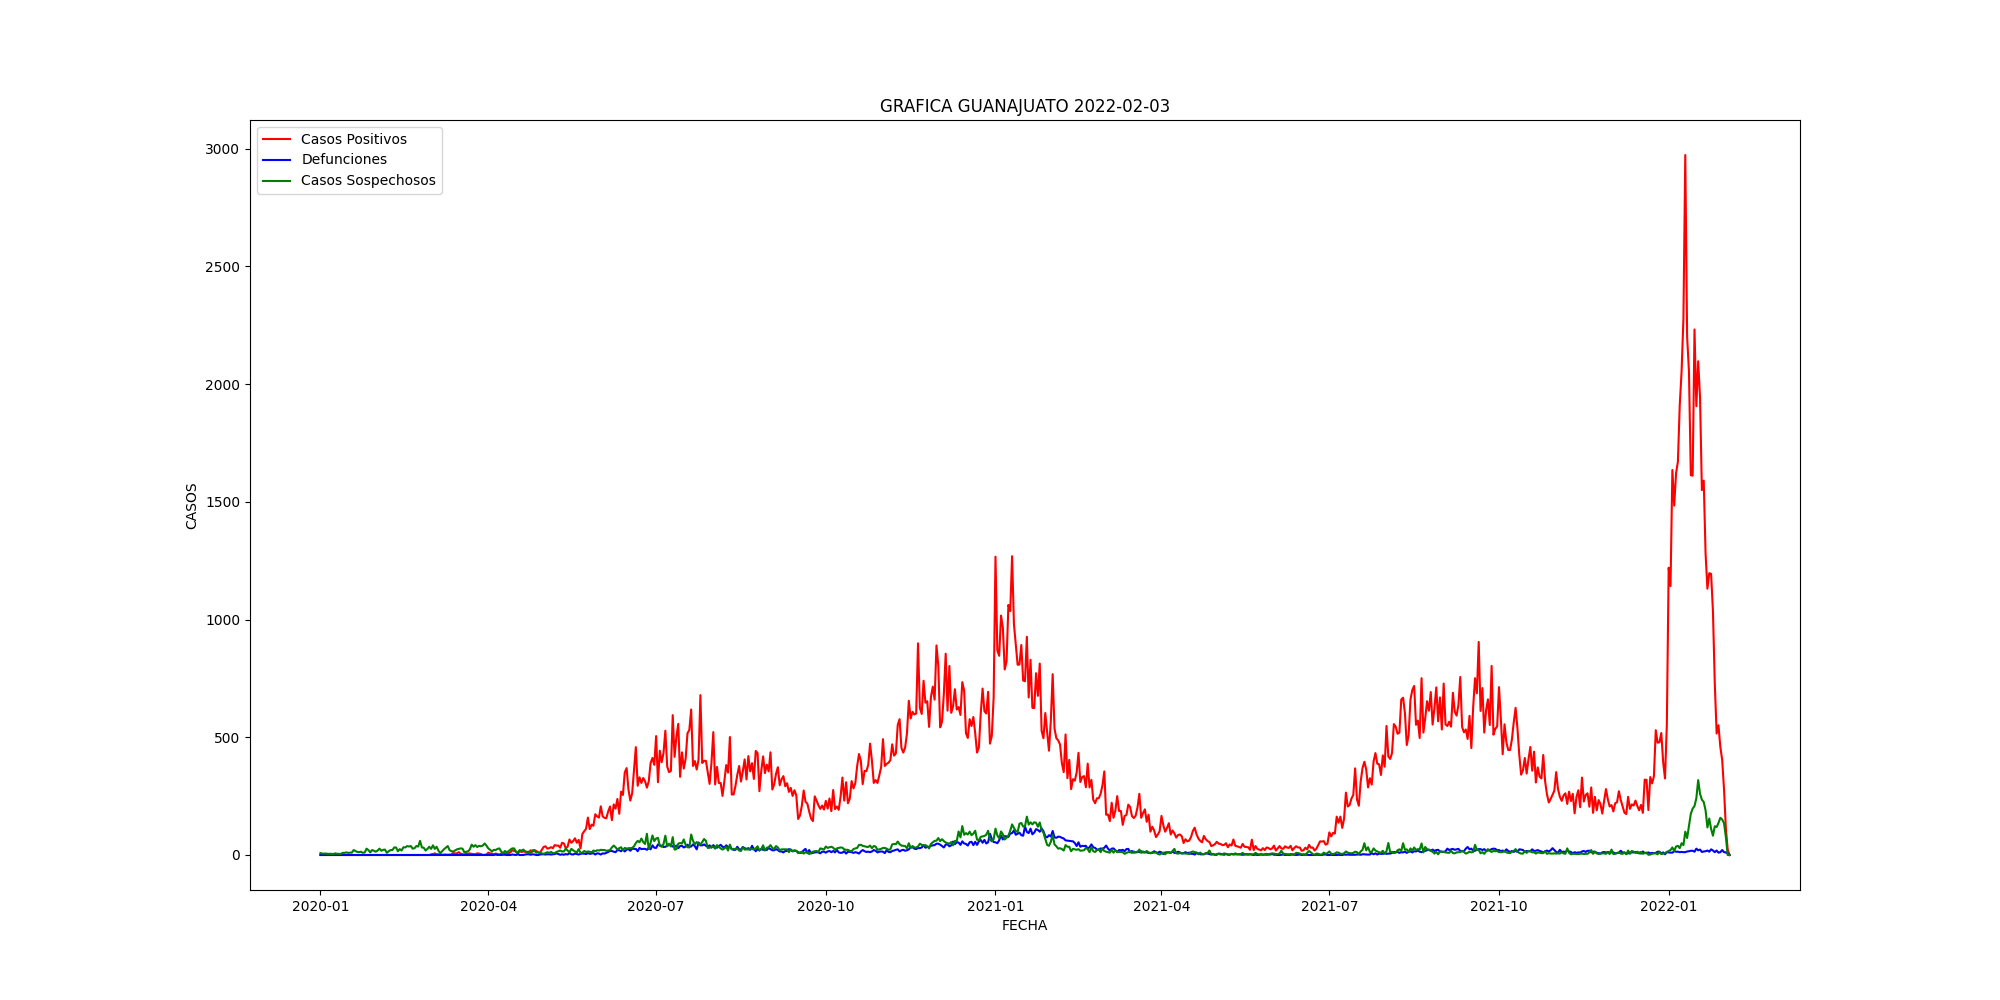 GRAFICA GUANAJUATO 2022-02-03
Casos Positivos
Defunciones
Casos Sospechosos
3000
2500
2000
1500
1000
500
0
CASOS
2020-01
2020-04
2020-07
2020-10
2021-01
2021-04
2021-07
2021-10
2022-01
FECHA